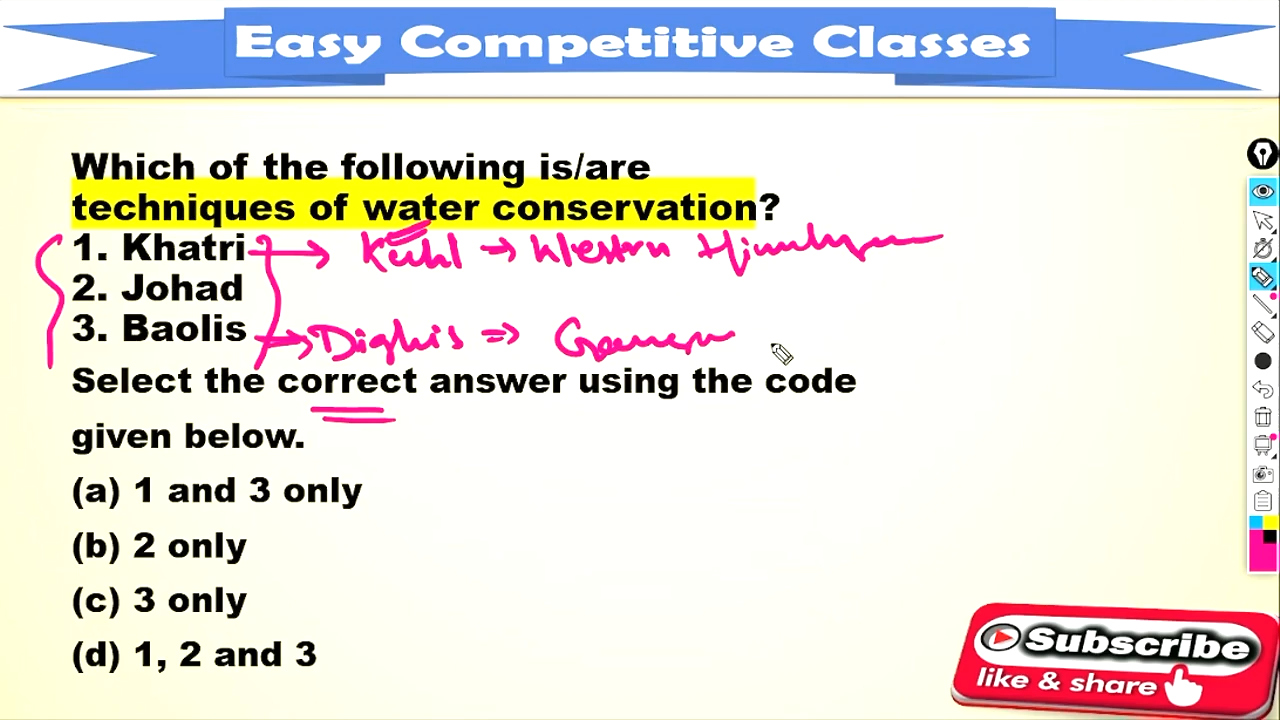 Easy Competitive Classes
Which of the following is/are
techniques of water conservation?
1. Khatri → Kuhl → Western
2. Johad
3. Baolis → Dighis ⇒
Select the correct answer using the code
given below.
(a) 1 and 3 only
(b) 2 only
(c) 3 only
(d) 1, 2 and 3
Subscribe
like & share